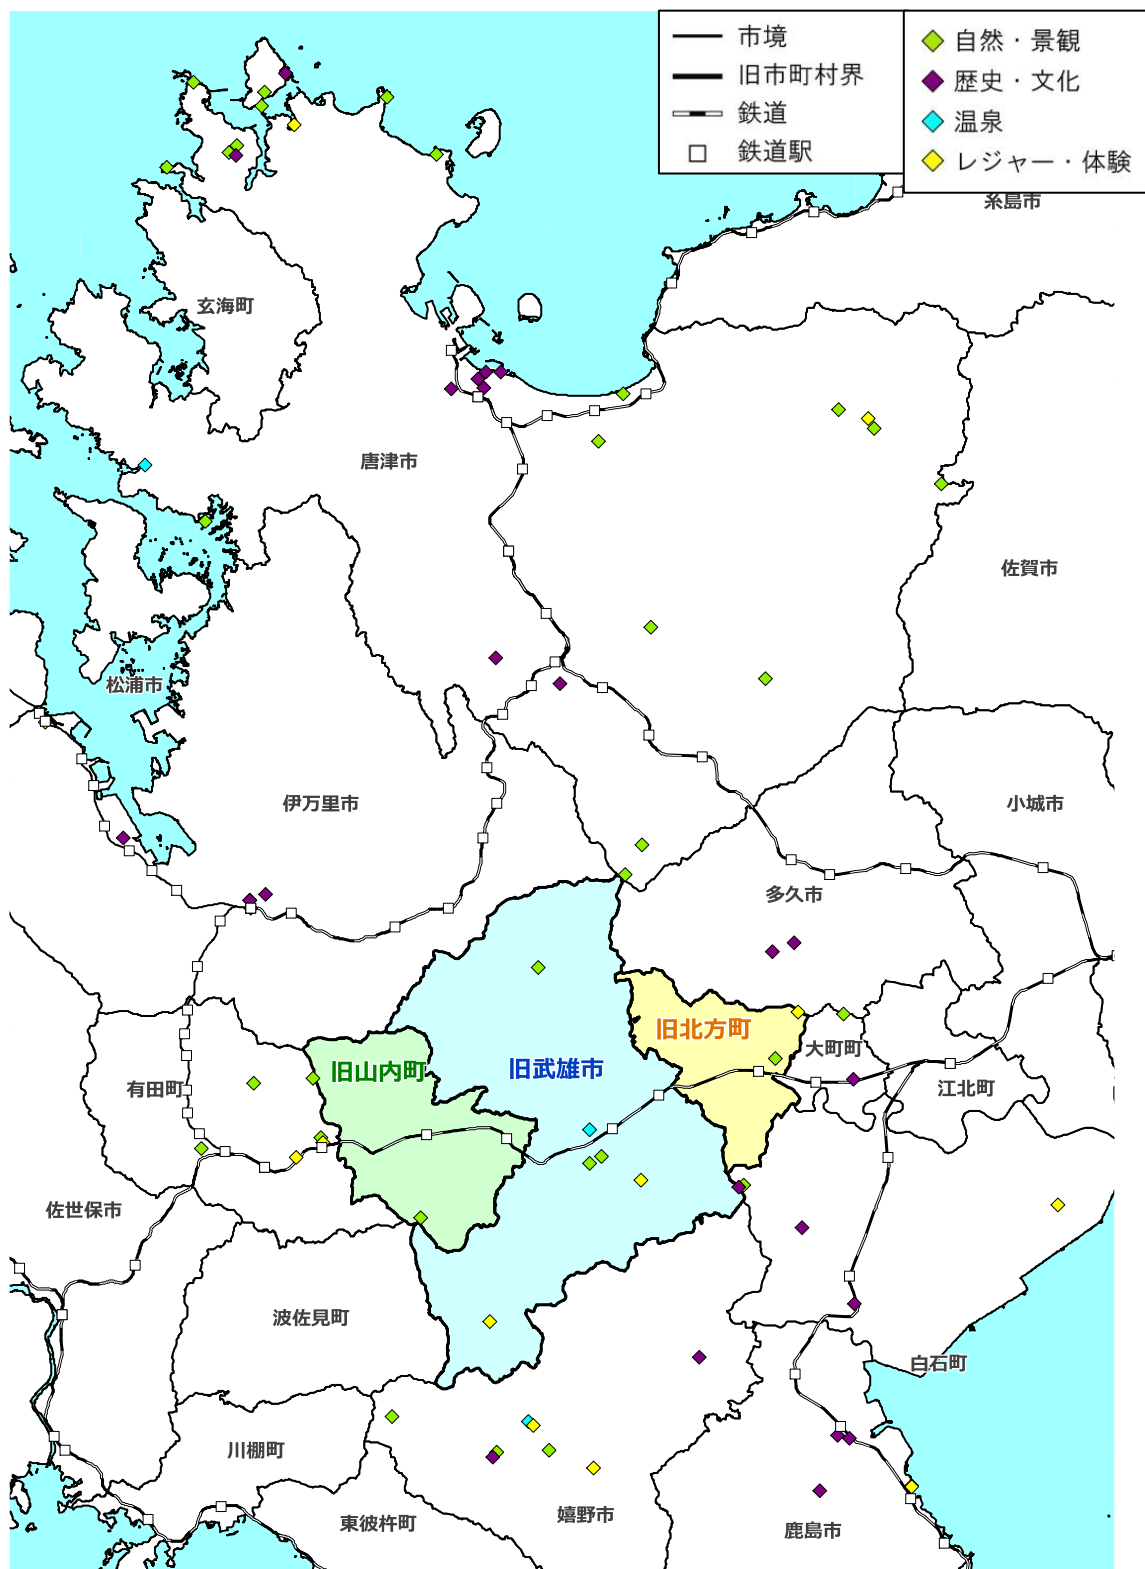 市境
旧市町村界
鉄道
鉄道駅
自然・景観
歴史・文化
温泉
レジャー・体験
糸島市
玄海町
唐津市
佐賀市
松浦市
伊万里市
小城市
多久市
旧北方町
大町町
旧武雄市
旧山内町
有田町
江北町
佐世保市
波佐見町
白石町
川棚町
東彼杵町
嬉野市
鹿島市